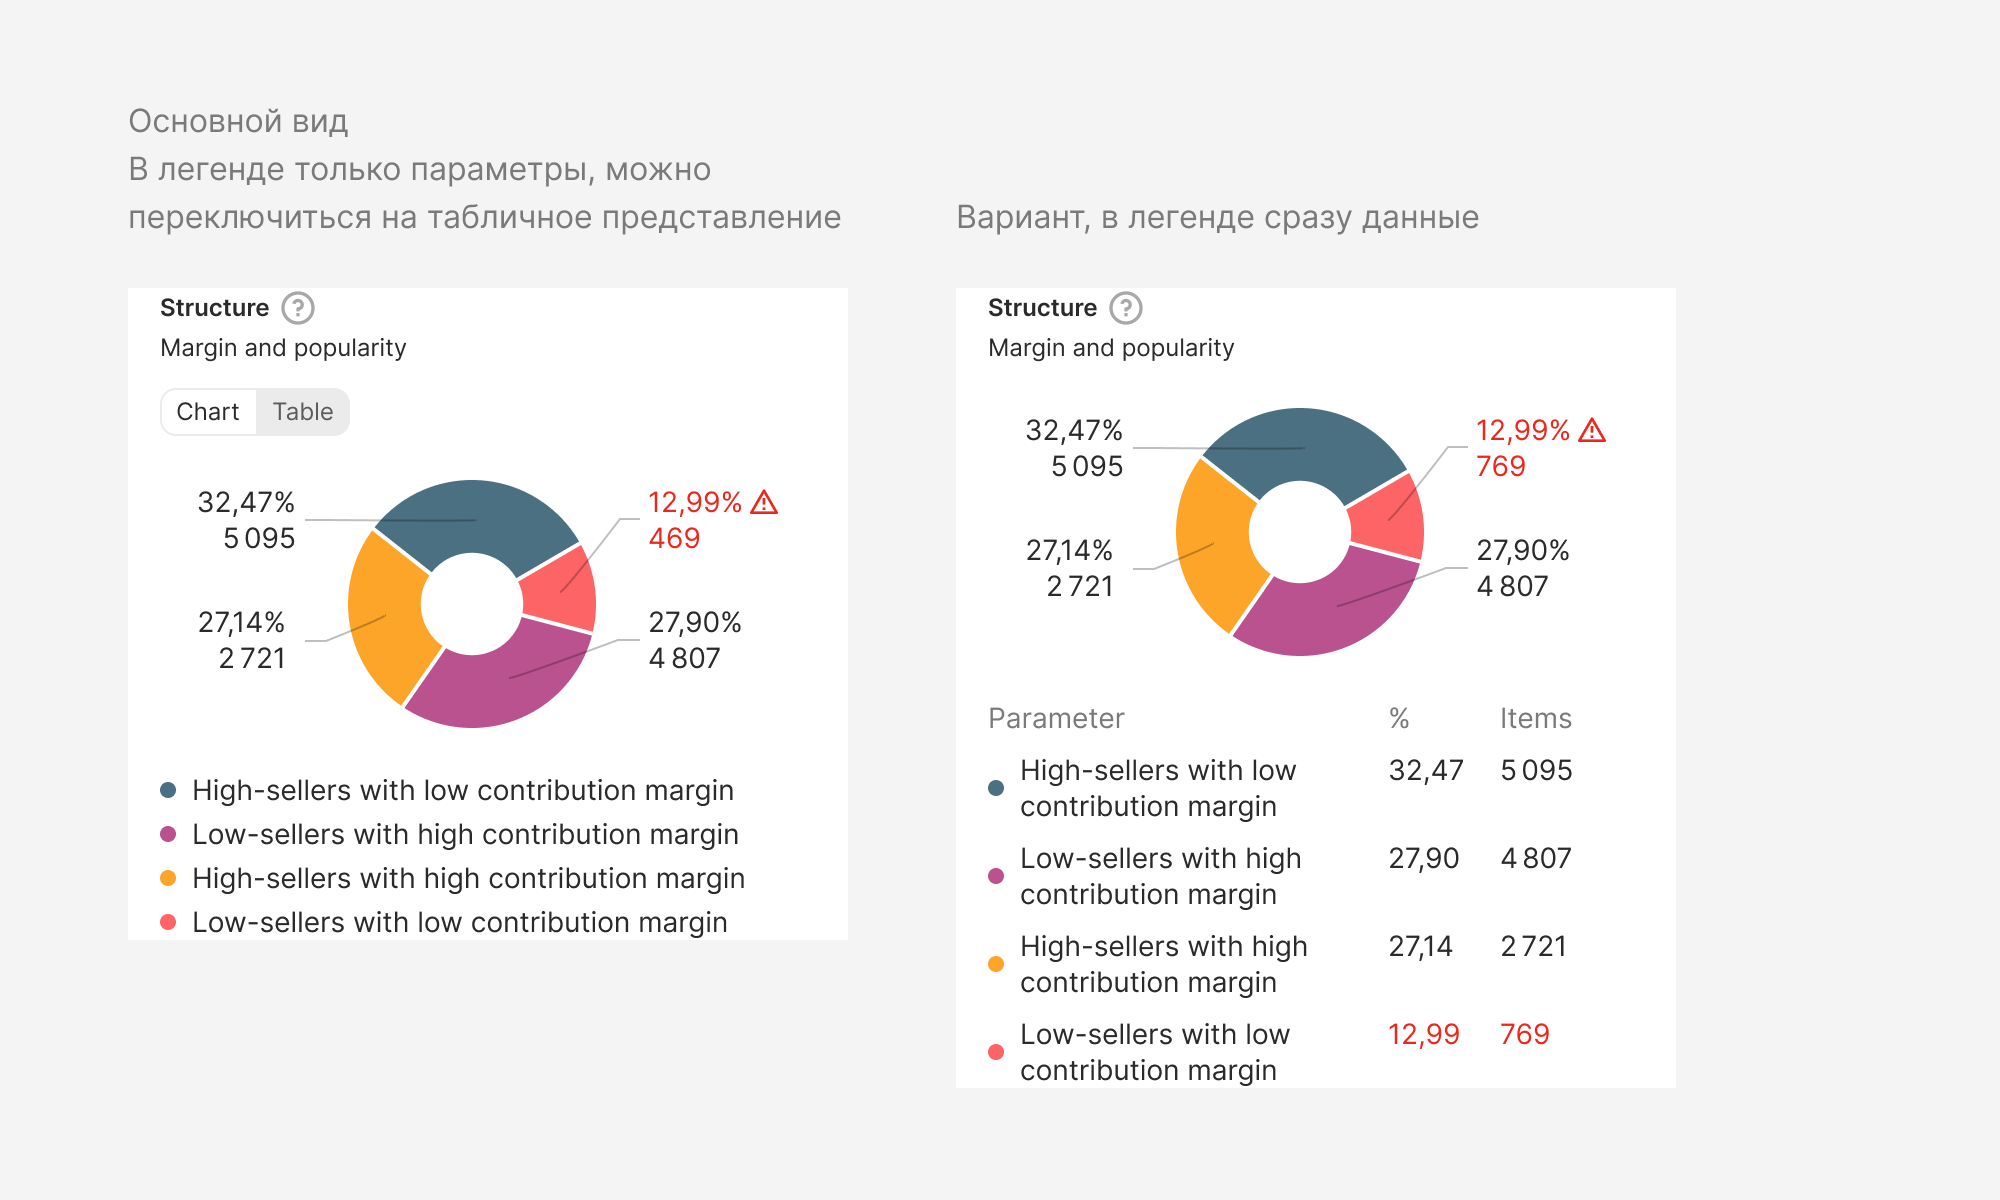 Основной вид
В легенде только параметры, можно
переключиться на табличное представление
Structure ?
Margin and popularity
Chart Table
32,47%
5 095
12,99%
469
27,14%
2 721
27,90%
4 807
High-sellers with low contribution margin
Low-sellers with high contribution margin
High-sellers with high contribution margin
Low-sellers with low contribution margin
Вариант, в легенде сразу данные
Structure ?
Margin and popularity
32,47%
5 095
12,99%
769
27,14%
2 721
27,90%
4 807
Parameter % Items
High-sellers with low 32,47 5 095
contribution margin
Low-sellers with high 27,90 4 807
contribution margin
High-sellers with high 27,14 2 721
contribution margin
Low-sellers with low 12,99 769
contribution margin